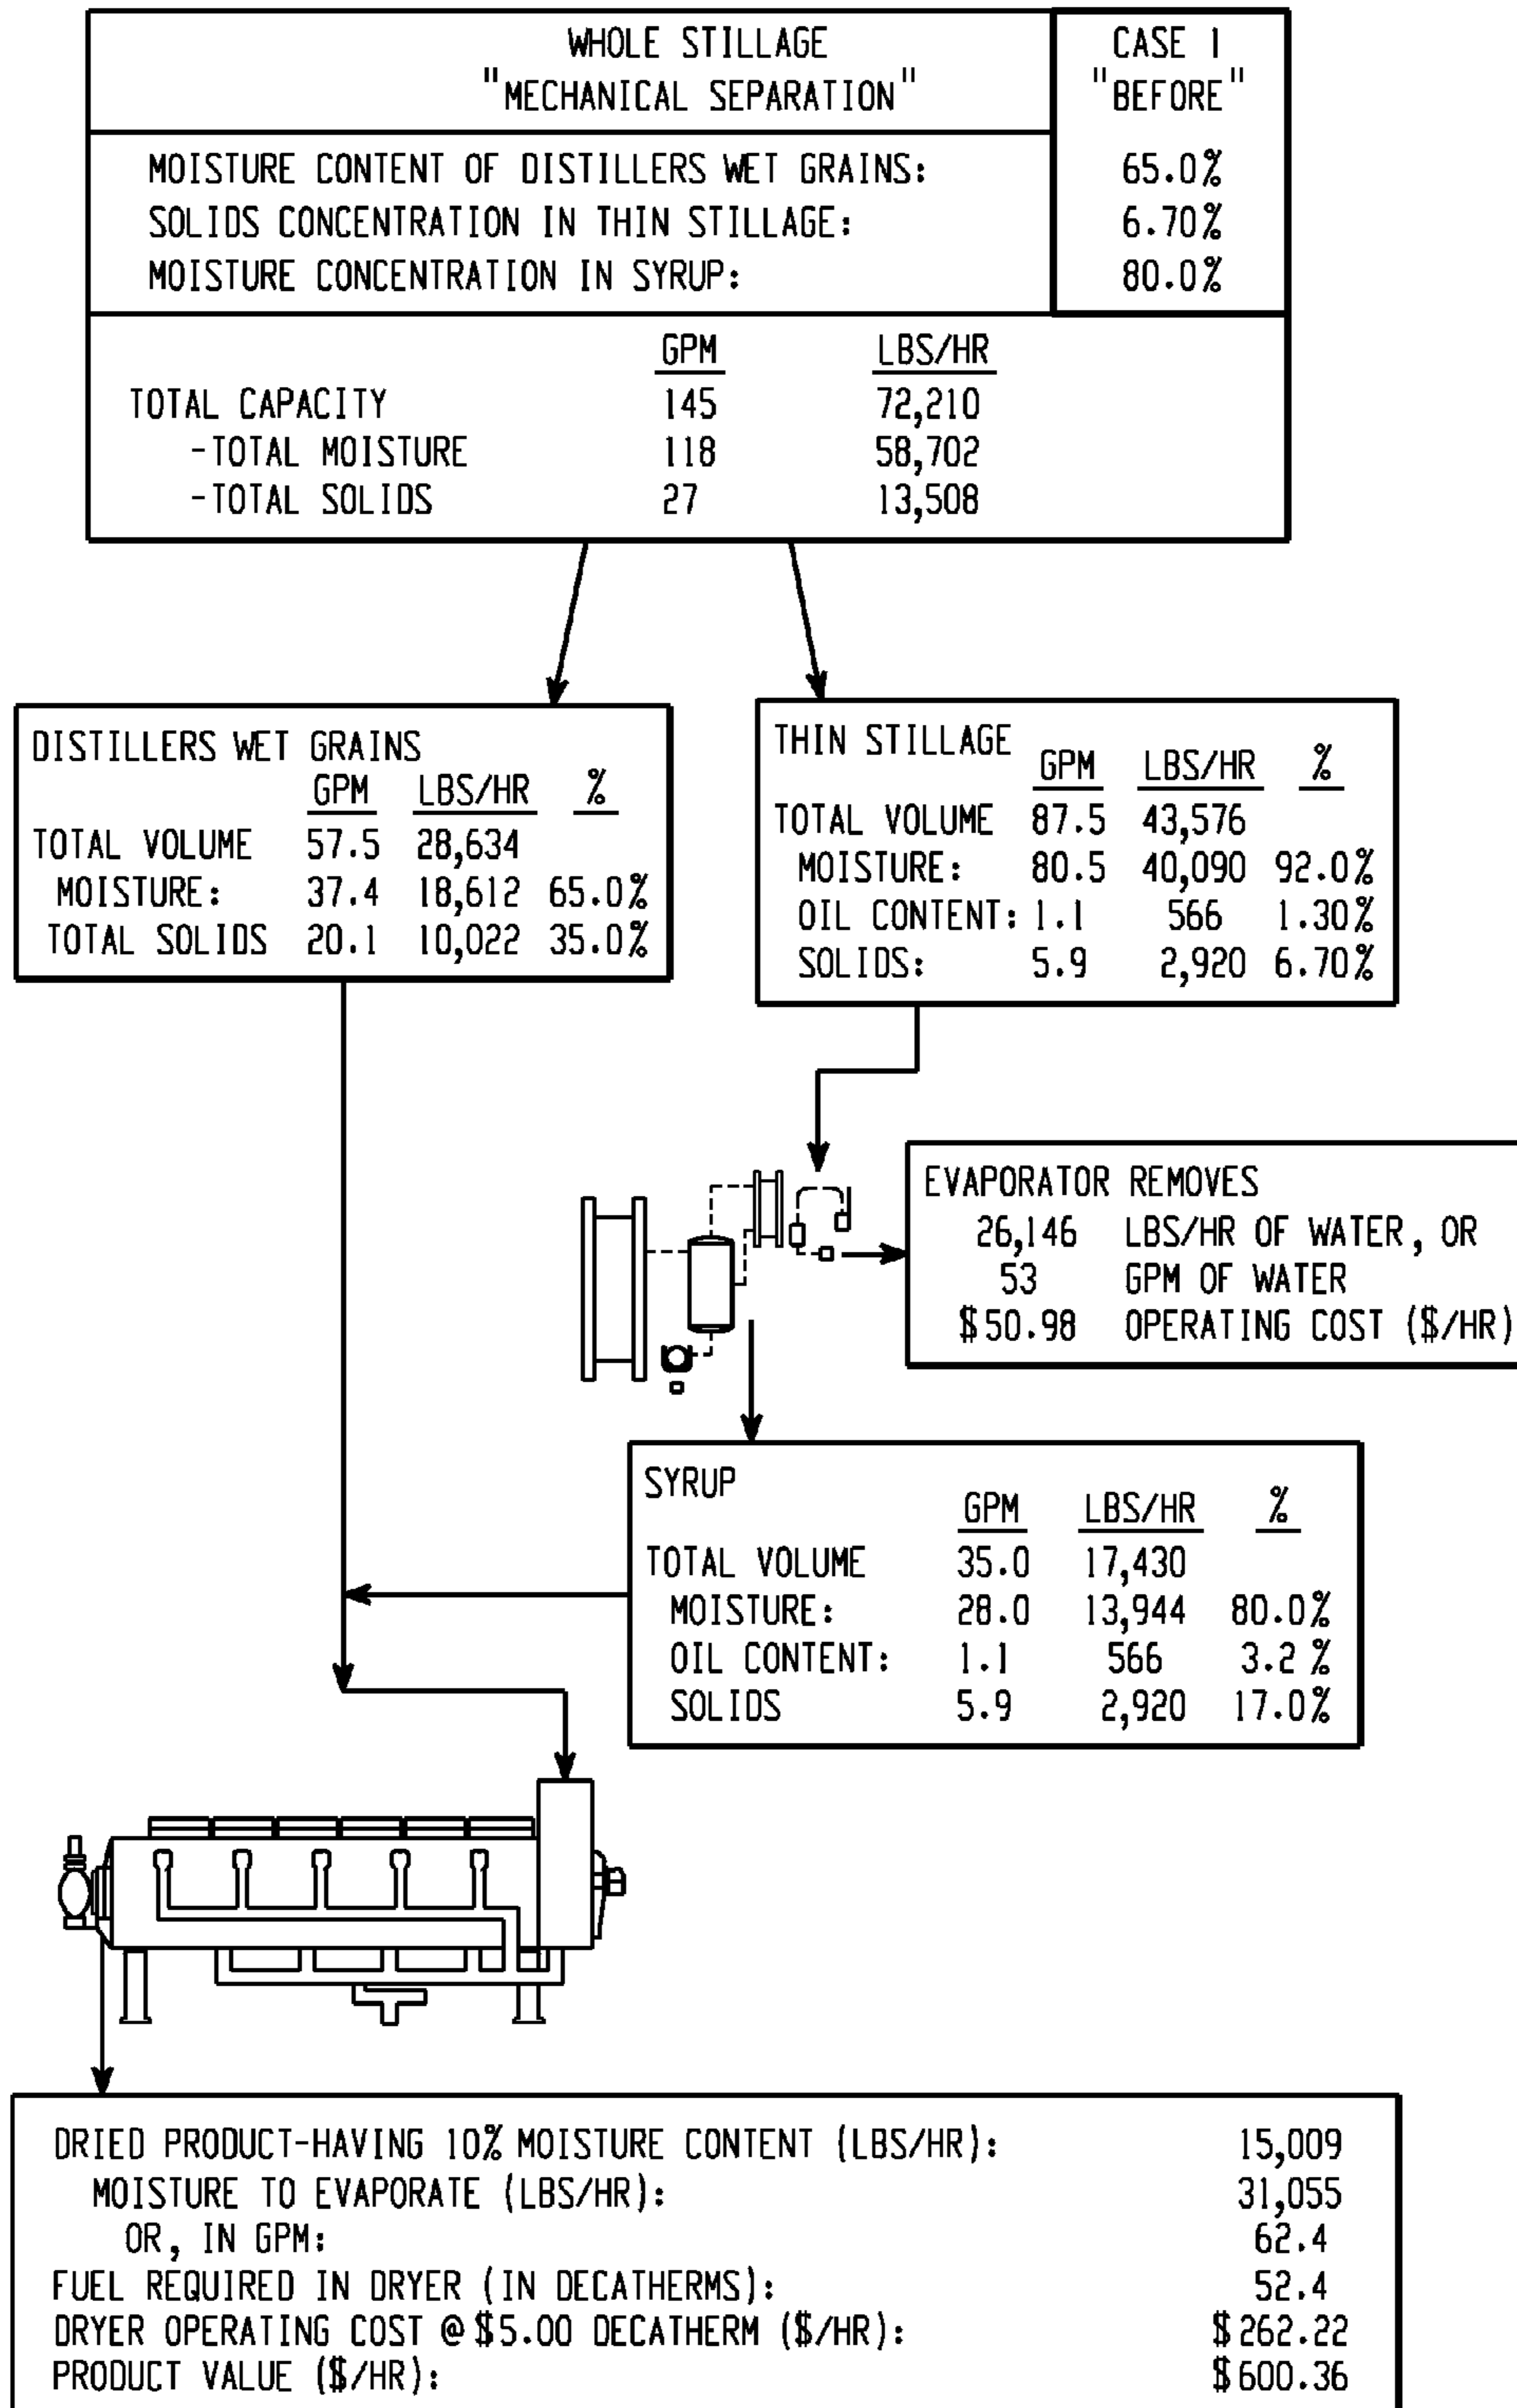 WHOLE STILLAGE
"MECHANICAL SEPARATION"
CASE 1
"BEFORE"
MOISTURE CONTENT OF DISTILLERS WET GRAINS: 65.0%
SOLIDS CONCENTRATION IN THIN STILLAGE: 6.70%
MOISTURE CONCENTRATION IN SYRUP: 80.0%
GPM LBS/HR
TOTAL CAPACITY 145 72,210
-TOTAL MOISTURE 118 58,702
-TOTAL SOLIDS 27 13,508
DISTILLERS WET GRAINS
GPM LBS/HR %
TOTAL VOLUME 57.5 28,634
MOISTURE: 37.4 18,612 65.0%
TOTAL SOLIDS 20.1 10,022 35.0%
THIN STILLAGE
GPM LBS/HR %
TOTAL VOLUME 87.5 43,576
MOISTURE: 80.5 40,090 92.0%
OIL CONTENT: 1.1 566 1.30%
SOLIDS: 5.9 2,920 6.70%
EVAPORATOR REMOVES
26,146 LBS/HR OF WATER, OR
53 GPM OF WATER
$50.98 OPERATING COST ($/HR)
SYRUP
GPM LBS/HR %
TOTAL VOLUME 35.0 17,430
MOISTURE: 28.0 13,944 80.0%
OIL CONTENT: 1.1 566 3.2 %
SOLIDS 5.9 2,920 17.0%
DRIED PRODUCT-HAVING 10% MOISTURE CONTENT (LBS/HR): 15,009
MOISTURE TO EVAPORATE (LBS/HR): 31,055
OR, IN GPM: 62.4
FUEL REQUIRED IN DRYER (IN DECATHERMS): 52.4
DRYER OPERATING COST @ $5.00 DECATHERM ($/HR): $262.22
PRODUCT VALUE ($/HR): $600.36